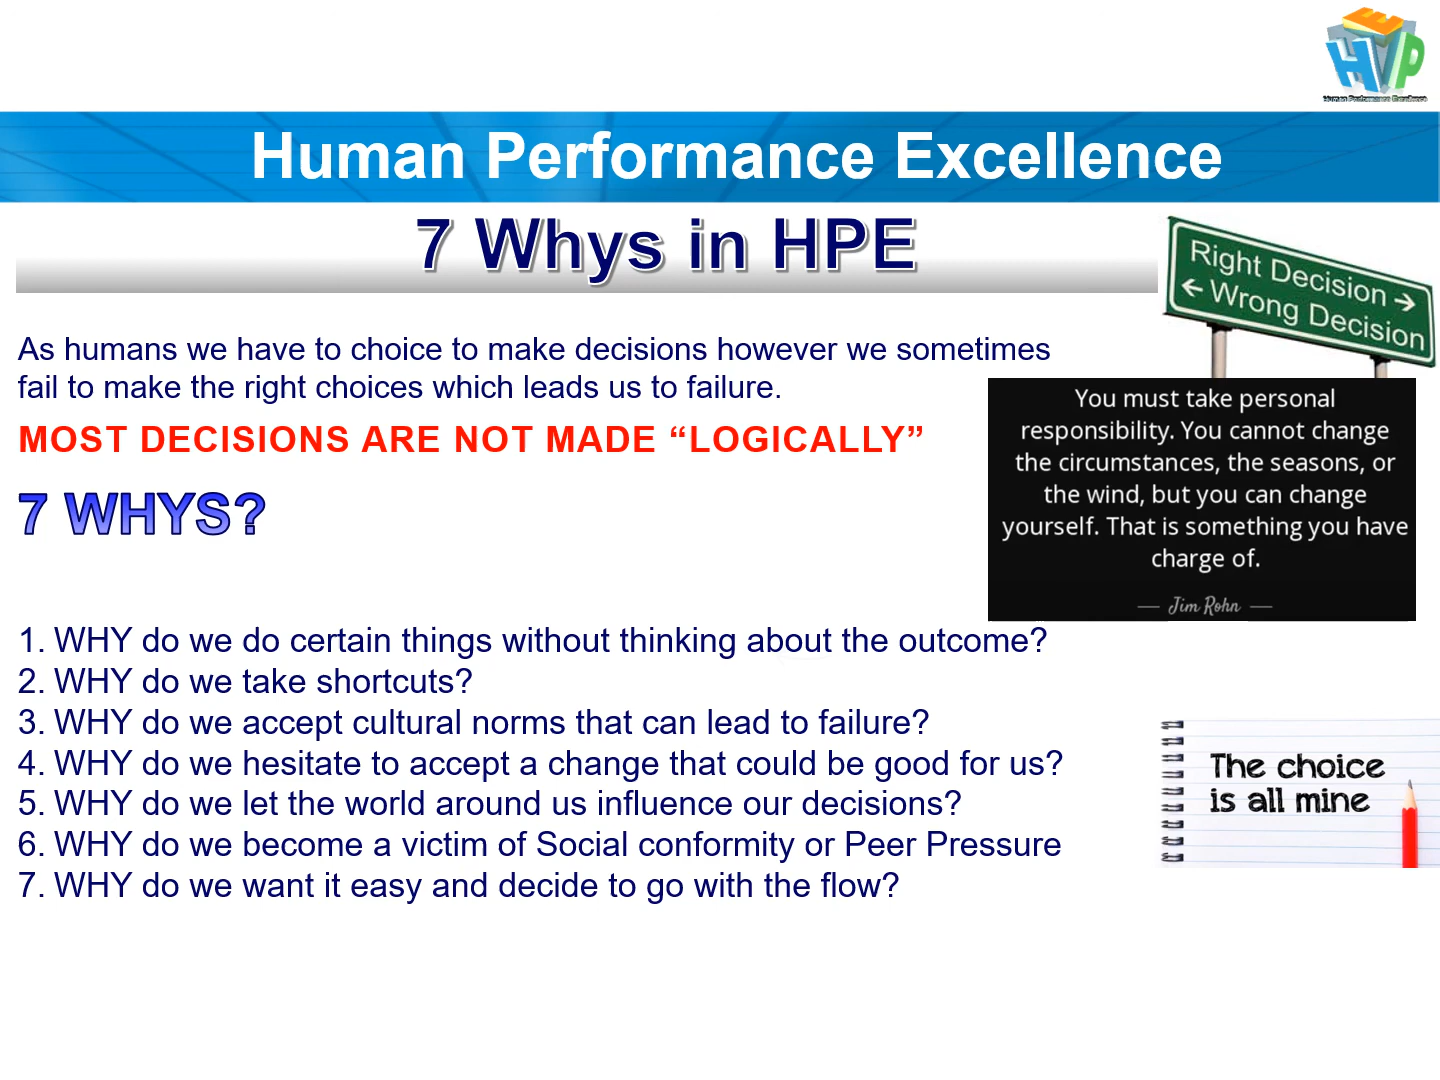 HPE
Human Performance Excellence
Human Performance Excellence
7 Whys in HPE
Right Decision →
← Wrong Decision
As humans we have to choice to make decisions however we sometimes
fail to make the right choices which leads us to failure.
MOST DECISIONS ARE NOT MADE “LOGICALLY”
7 WHYS?
You must take personal
responsibility. You cannot change
the circumstances, the seasons, or
the wind, but you can change
yourself. That is something you have
charge of.
— Jim Rohn —
1. WHY do we do certain things without thinking about the outcome?
2. WHY do we take shortcuts?
3. WHY do we accept cultural norms that can lead to failure?
4. WHY do we hesitate to accept a change that could be good for us?
5. WHY do we let the world around us influence our decisions?
6. WHY do we become a victim of Social conformity or Peer Pressure
7. WHY do we want it easy and decide to go with the flow?
The choice
is all mine